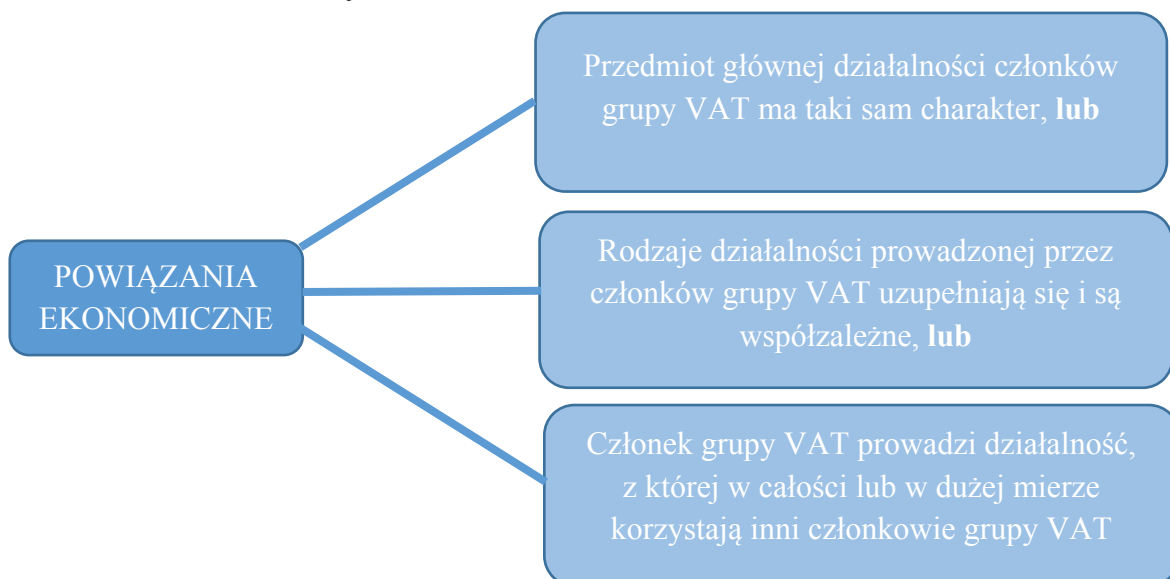 POWIĄZANIA
EKONOMICZNE
Przedmiot głównej działalności członków
grupy VAT ma taki sam charakter, lub
Rodzaje działalności prowadzonej przez
członków grupy VAT uzupełniają się i są
współzależne, lub
Członek grupy VAT prowadzi działalność,
z której w całości lub w dużej mierze
korzystają inni członkowie grupy VAT